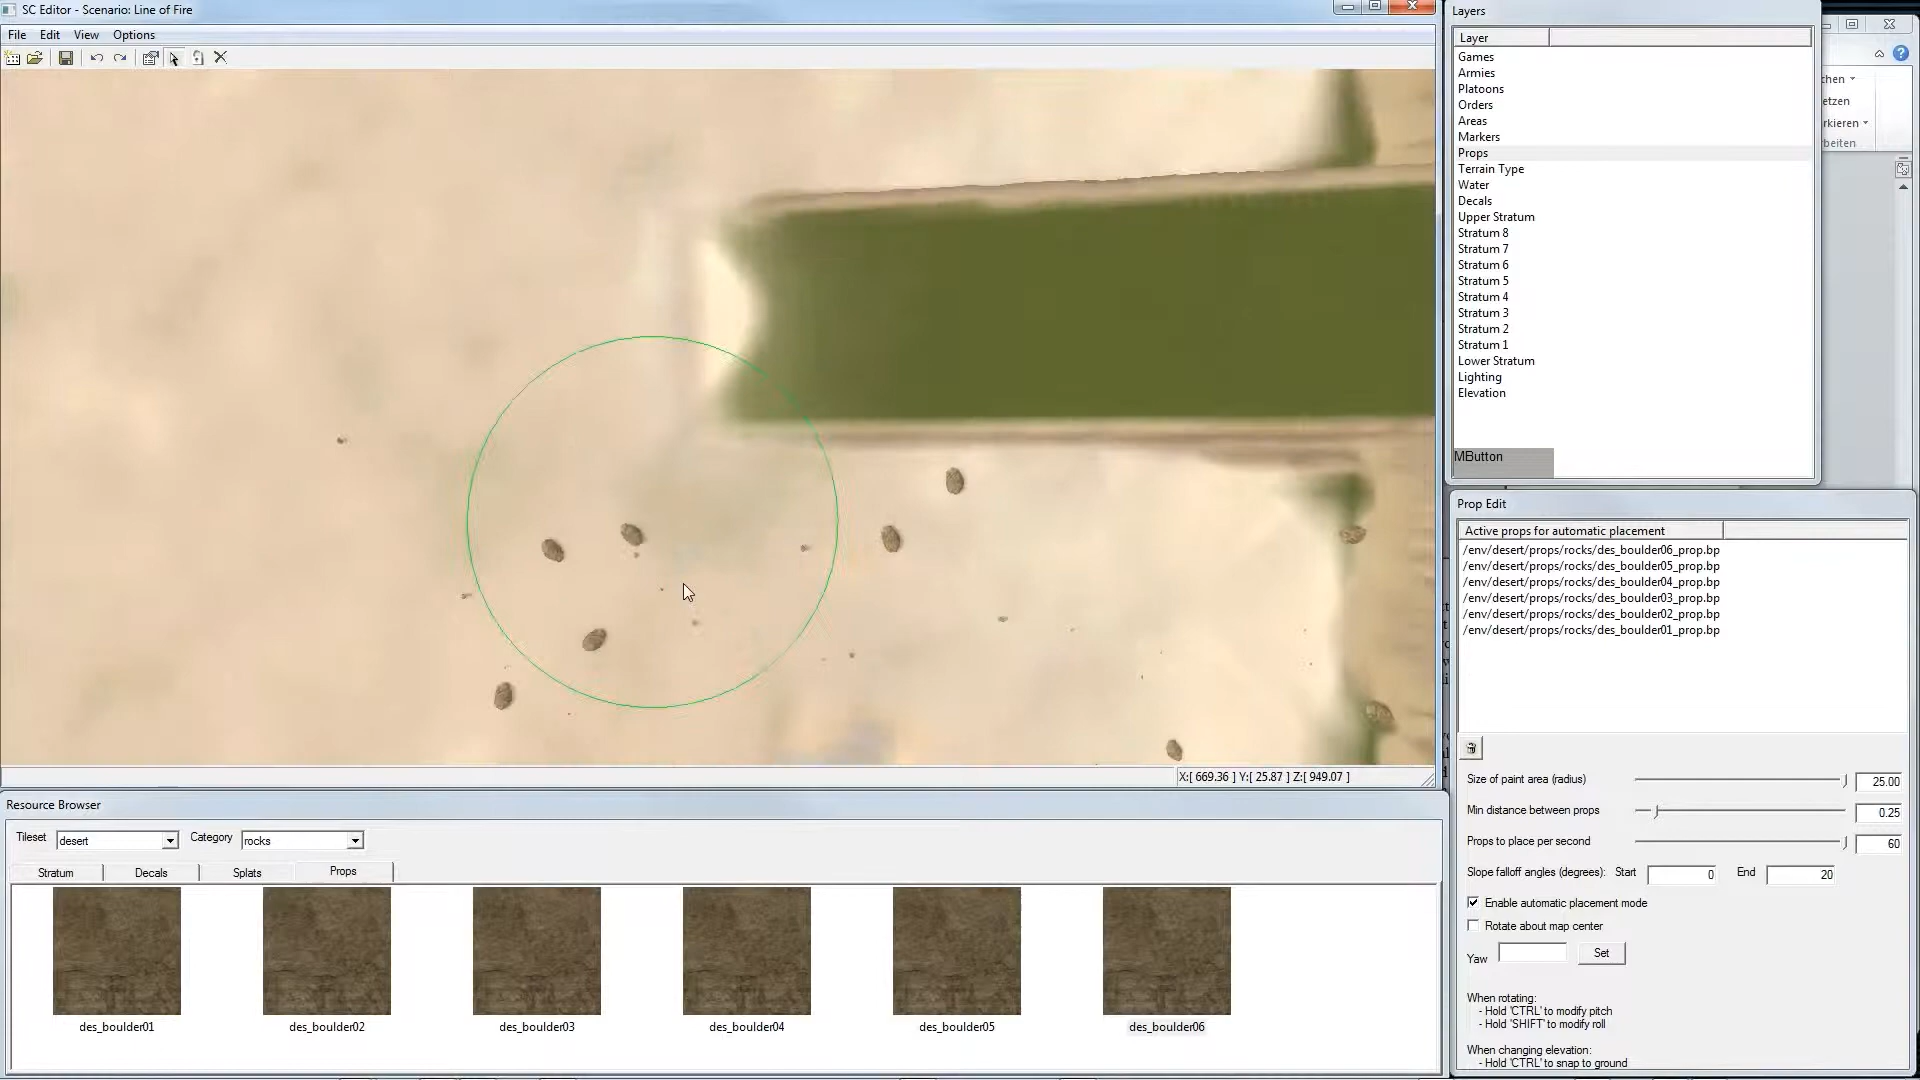 SC Editor - Scenario: Line of Fire
File Edit View Options
X:[ 669.36 ] Y:[ 25.87 ] Z:[ 949.07 ]
Layers
Layer
Games
Armies
Platoons
Orders
Areas
Markers
Props
Terrain Type
Water
Decals
Upper Stratum
Stratum 8
Stratum 7
Stratum 6
Stratum 5
Stratum 4
Stratum 3
Stratum 2
Stratum 1
Lower Stratum
Lighting
Elevation
MButton
chen
etzen
rkieren
beiten
Prop Edit
Active props for automatic placement
/env/desert/props/rocks/des_boulder06_prop.bp
/env/desert/props/rocks/des_boulder05_prop.bp
/env/desert/props/rocks/des_boulder04_prop.bp
/env/desert/props/rocks/des_boulder03_prop.bp
/env/desert/props/rocks/des_boulder02_prop.bp
/env/desert/props/rocks/des_boulder01_prop.bp
Size of paint area (radius) 25.00
Min distance between props 0.25
Props to place per second 60
Slope falloff angles (degrees): Start 0 End 20
Enable automatic placement mode
Rotate about map center
Yaw Set
When rotating:
- Hold 'CTRL' to modify pitch
- Hold 'SHIFT' to modify roll
When changing elevation:
- Hold 'CTRL' to snap to ground
Resource Browser
Tileset desert Category rocks
Stratum Decals Splats Props
des_boulder01 des_boulder02 des_boulder03 des_boulder04 des_boulder05 des_boulder06